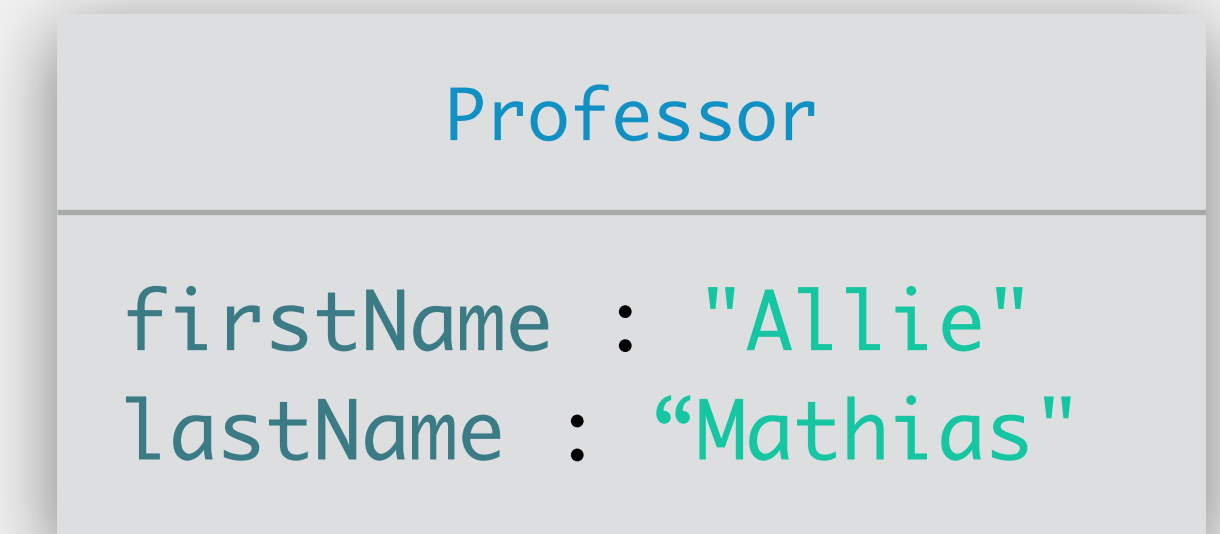 Professor
firstName : "Allie"
lastName : “Mathias"